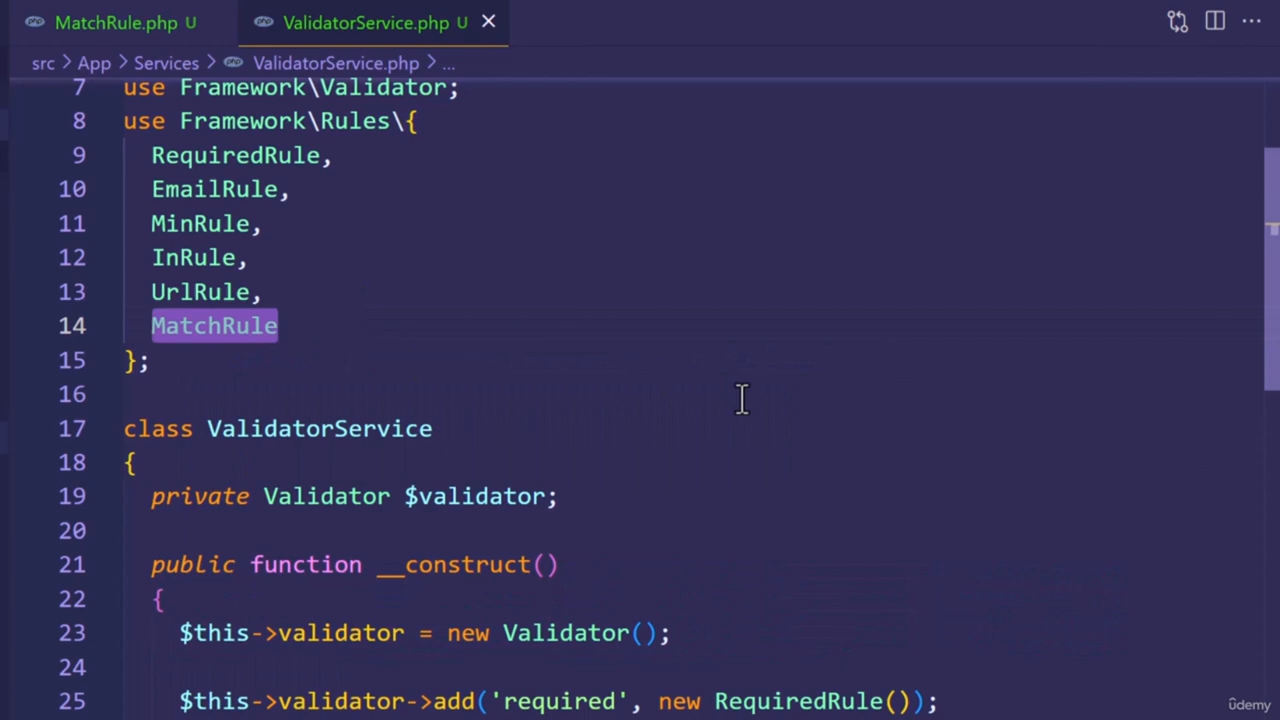 MatchRule.php U ValidatorService.php U
src > App > Services > ValidatorService.php > ...
7 use Framework\Validator;
8 use Framework\Rules\{
9 RequiredRule,
10 EmailRule,
11 MinRule,
12 InRule,
13 UrlRule,
14 MatchRule
15 };
16
17 class ValidatorService
18 {
19 private Validator $validator;
20
21 public function __construct()
22 {
23 $this->validator = new Validator();
24
25 $this->validator->add('required', new RequiredRule());
ûdemy